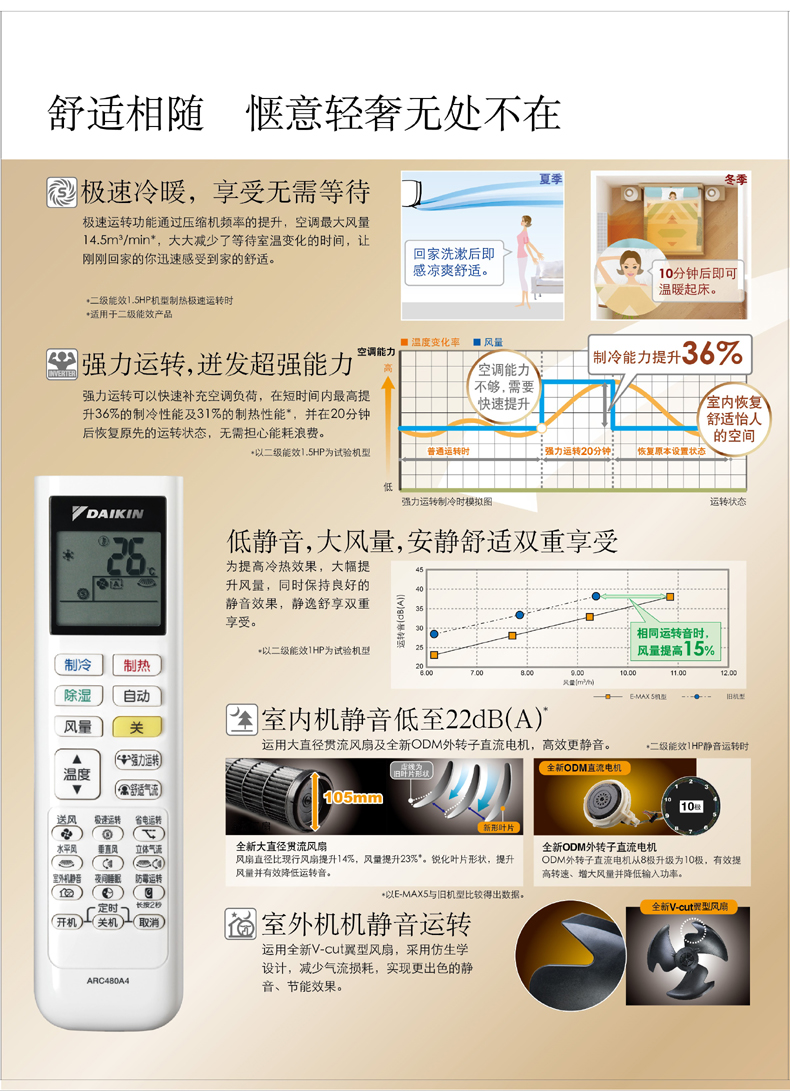 舒适相随 惬意轻奢无处不在
极速冷暖，享受无需等待
极速运转功能通过压缩机频率的提升，空调最大风量
14.5m³/min*，大大减少了等待室温变化的时间，让
刚刚回家的你迅速感受到家的舒适。
*二级能效1.5HP机型制热极速运转时
*适用于二级能效产品
夏季
回家洗漱后即
感凉爽舒适。
冬季
10分钟后即可
温暖起床。
INVERTER
强力运转,迸发超强能力
强力运转可以快速补充空调负荷，在短时间内最高提
升36%的制冷性能及31%的制热性能*，并在20分钟
后恢复原先的运转状态，无需担心能耗浪费。
*以二级能效1.5HP为试验机型
空调能力
高
低
温度变化率
风量
空调能力
不够,需要
快速提升
制冷能力提升36%
室内恢复
舒适怡人
的空间
普通运转时
强力运转20分钟
恢复原本设置状态
强力运转制冷时模拟图
运转状态
DAIKIN
26
℃
A
制冷
制热
除湿
自动
风量
关
温度
强力运转
舒适气流
送风
极速运转
省电运转
水平风
垂直风
立体气流
室外机静音
夜间睡眠
防霉运转
长按2秒
定时
开机
关机
取消
ARC480A4
低静音,大风量,安静舒适双重享受
为提高冷热效果，大幅提
升风量，同时保持良好的
静音效果，静逸舒享双重
享受。
*以二级能效1HP为试验机型
运转音(dB(A))
45
40
35
30
25
20
6.00
7.00
8.00
9.00
10.00
11.00
12.00
风量(m³/h)
相同运转音时,
风量提高15%
E-MAX 5机型
旧机型
室内机静音低至22dB(A)*
运用大直径贯流风扇及全新ODM外转子直流电机，高效更静音。
*二级能效1HP静音运转时
105mm
虚线为
旧叶片形状
新形叶片
全新大直径贯流风扇
风扇直径比现行风扇提升14%，风量提升23%*。锐化叶片形状，提升
风量并有效降低运转音。
全新ODM直流电机
1
2
3
4
5
6
7
8
9
10
10极
全新ODM外转子直流电机
ODM外转子直流电机从8极升级为10极，有效提
高转速、增大风量并降低输入功率。
*以E-MAX5与旧机型比较得出数据。
室外机机静音运转
运用全新V-cut翼型风扇，采用仿生学
设计，减少气流损耗，实现更出色的静
音、节能效果。
全新V-cut翼型风扇